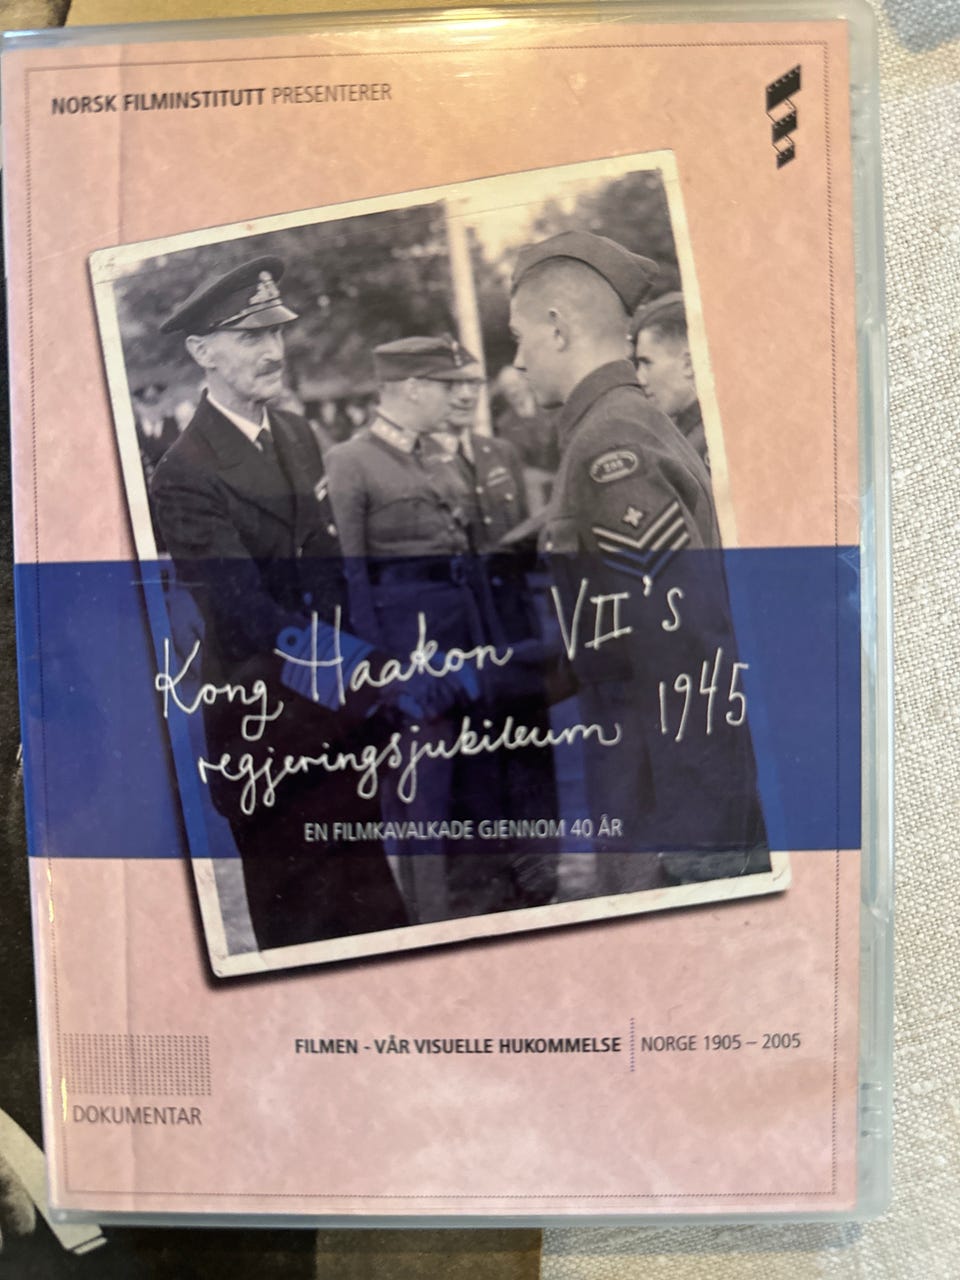 NORSK FILMINSTITUTT PRESENTERER
Kong Haakon VII's
regjeringsjubileum 1945
EN FILMKAVALKADE GJENNOM 40 ÅR
FILMEN - VÅR VISUELLE HUKOMMELSE NORGE 1905 – 2005
DOKUMENTAR